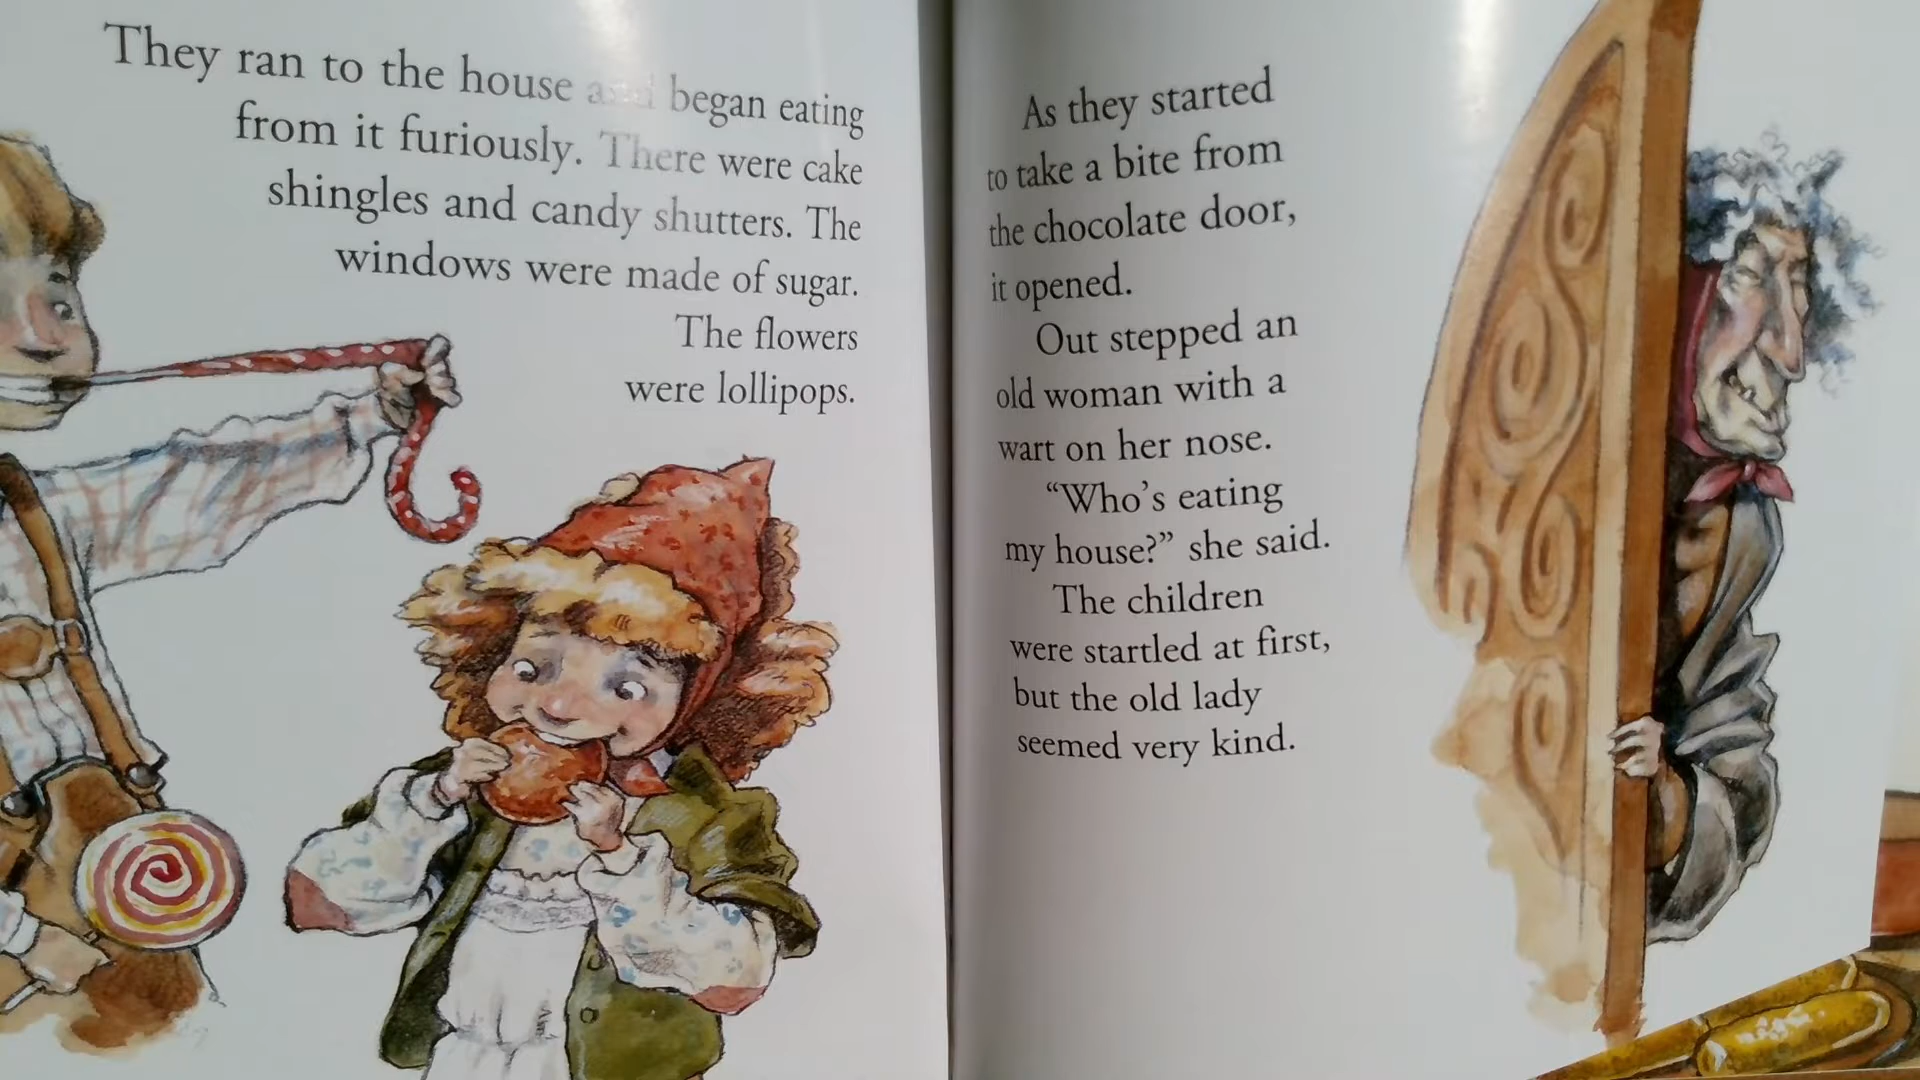 They ran to the house and began eating
from it furiously. There were cake
shingles and candy shutters. The
windows were made of sugar.
The flowers
were lollipops.
As they started
to take a bite from
the chocolate door,
it opened.
Out stepped an
old woman with a
wart on her nose.
“Who’s eating
my house?” she said.
The children
were startled at first,
but the old lady
seemed very kind.